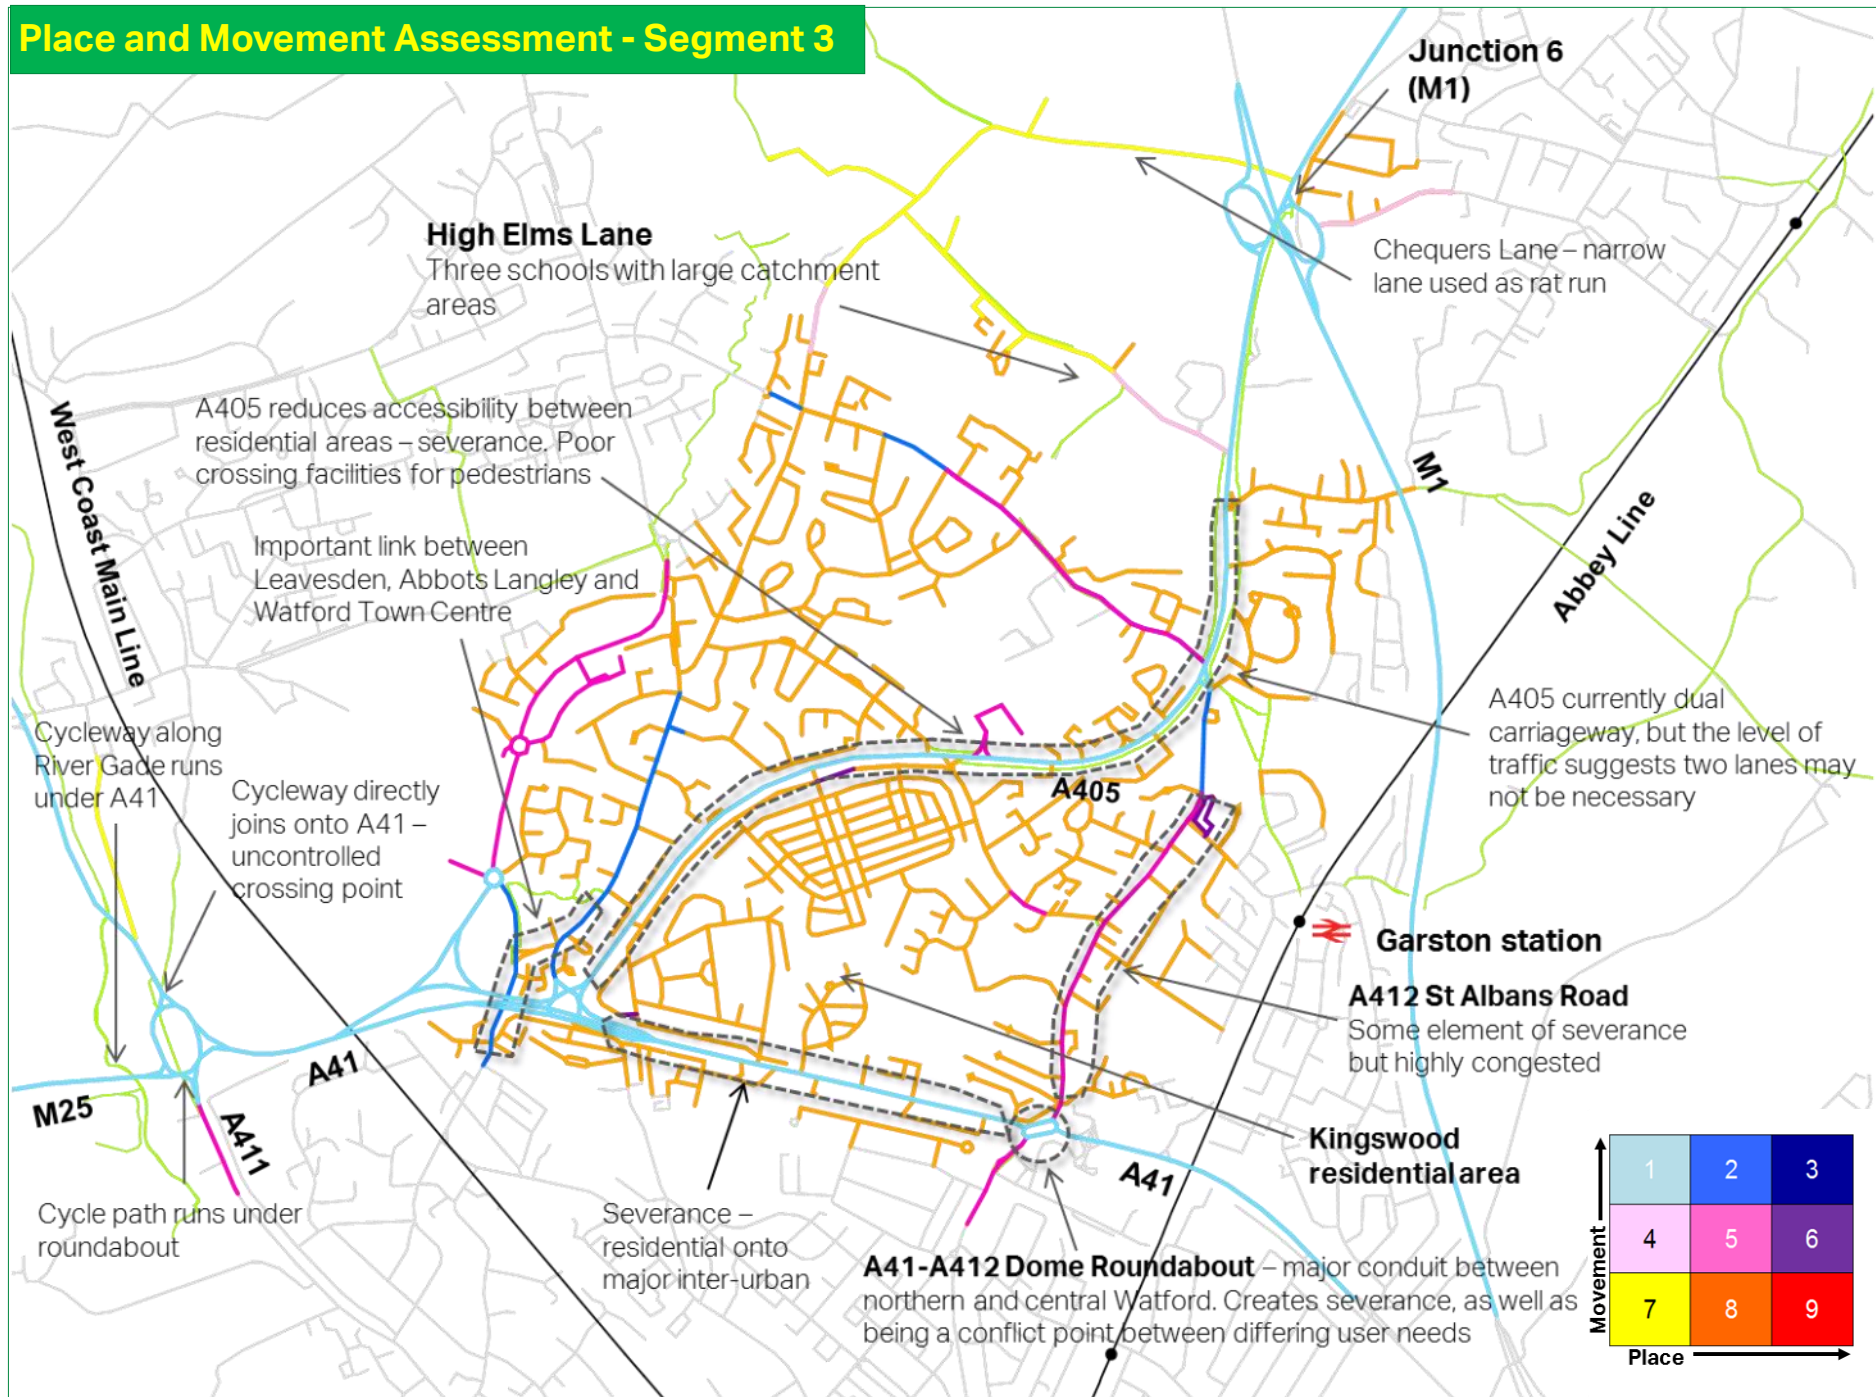 Place and Movement Assessment - Segment 3
Junction 6
(M1)
High Elms Lane
Three schools with large catchment
areas
Chequers Lane – narrow
lane used as rat run
A405 reduces accessibility between
residential areas – severance. Poor
crossing facilities for pedestrians
West Coast Main Line
M1
Abbey Line
Important link between
Leavesden, Abbots Langley and
Watford Town Centre
Cycleway along
River Gade runs
under A41
Cycleway directly
joins onto A41 –
uncontrolled
crossing point
A405
A405 currently dual
carriageway, but the level of
traffic suggests two lanes may
not be necessary
Garston station
A412 St Albans Road
Some element of severance
but highly congested
A41
M25
A411
Kingswood
residential area
A41
Cycle path runs under
roundabout
Severance –
residential onto
major inter-urban
A41-A412 Dome Roundabout – major conduit between
northern and central Watford. Creates severance, as well as
being a conflict point between differing user needs
Movement
1 2 3
4 5 6
7 8 9
Place